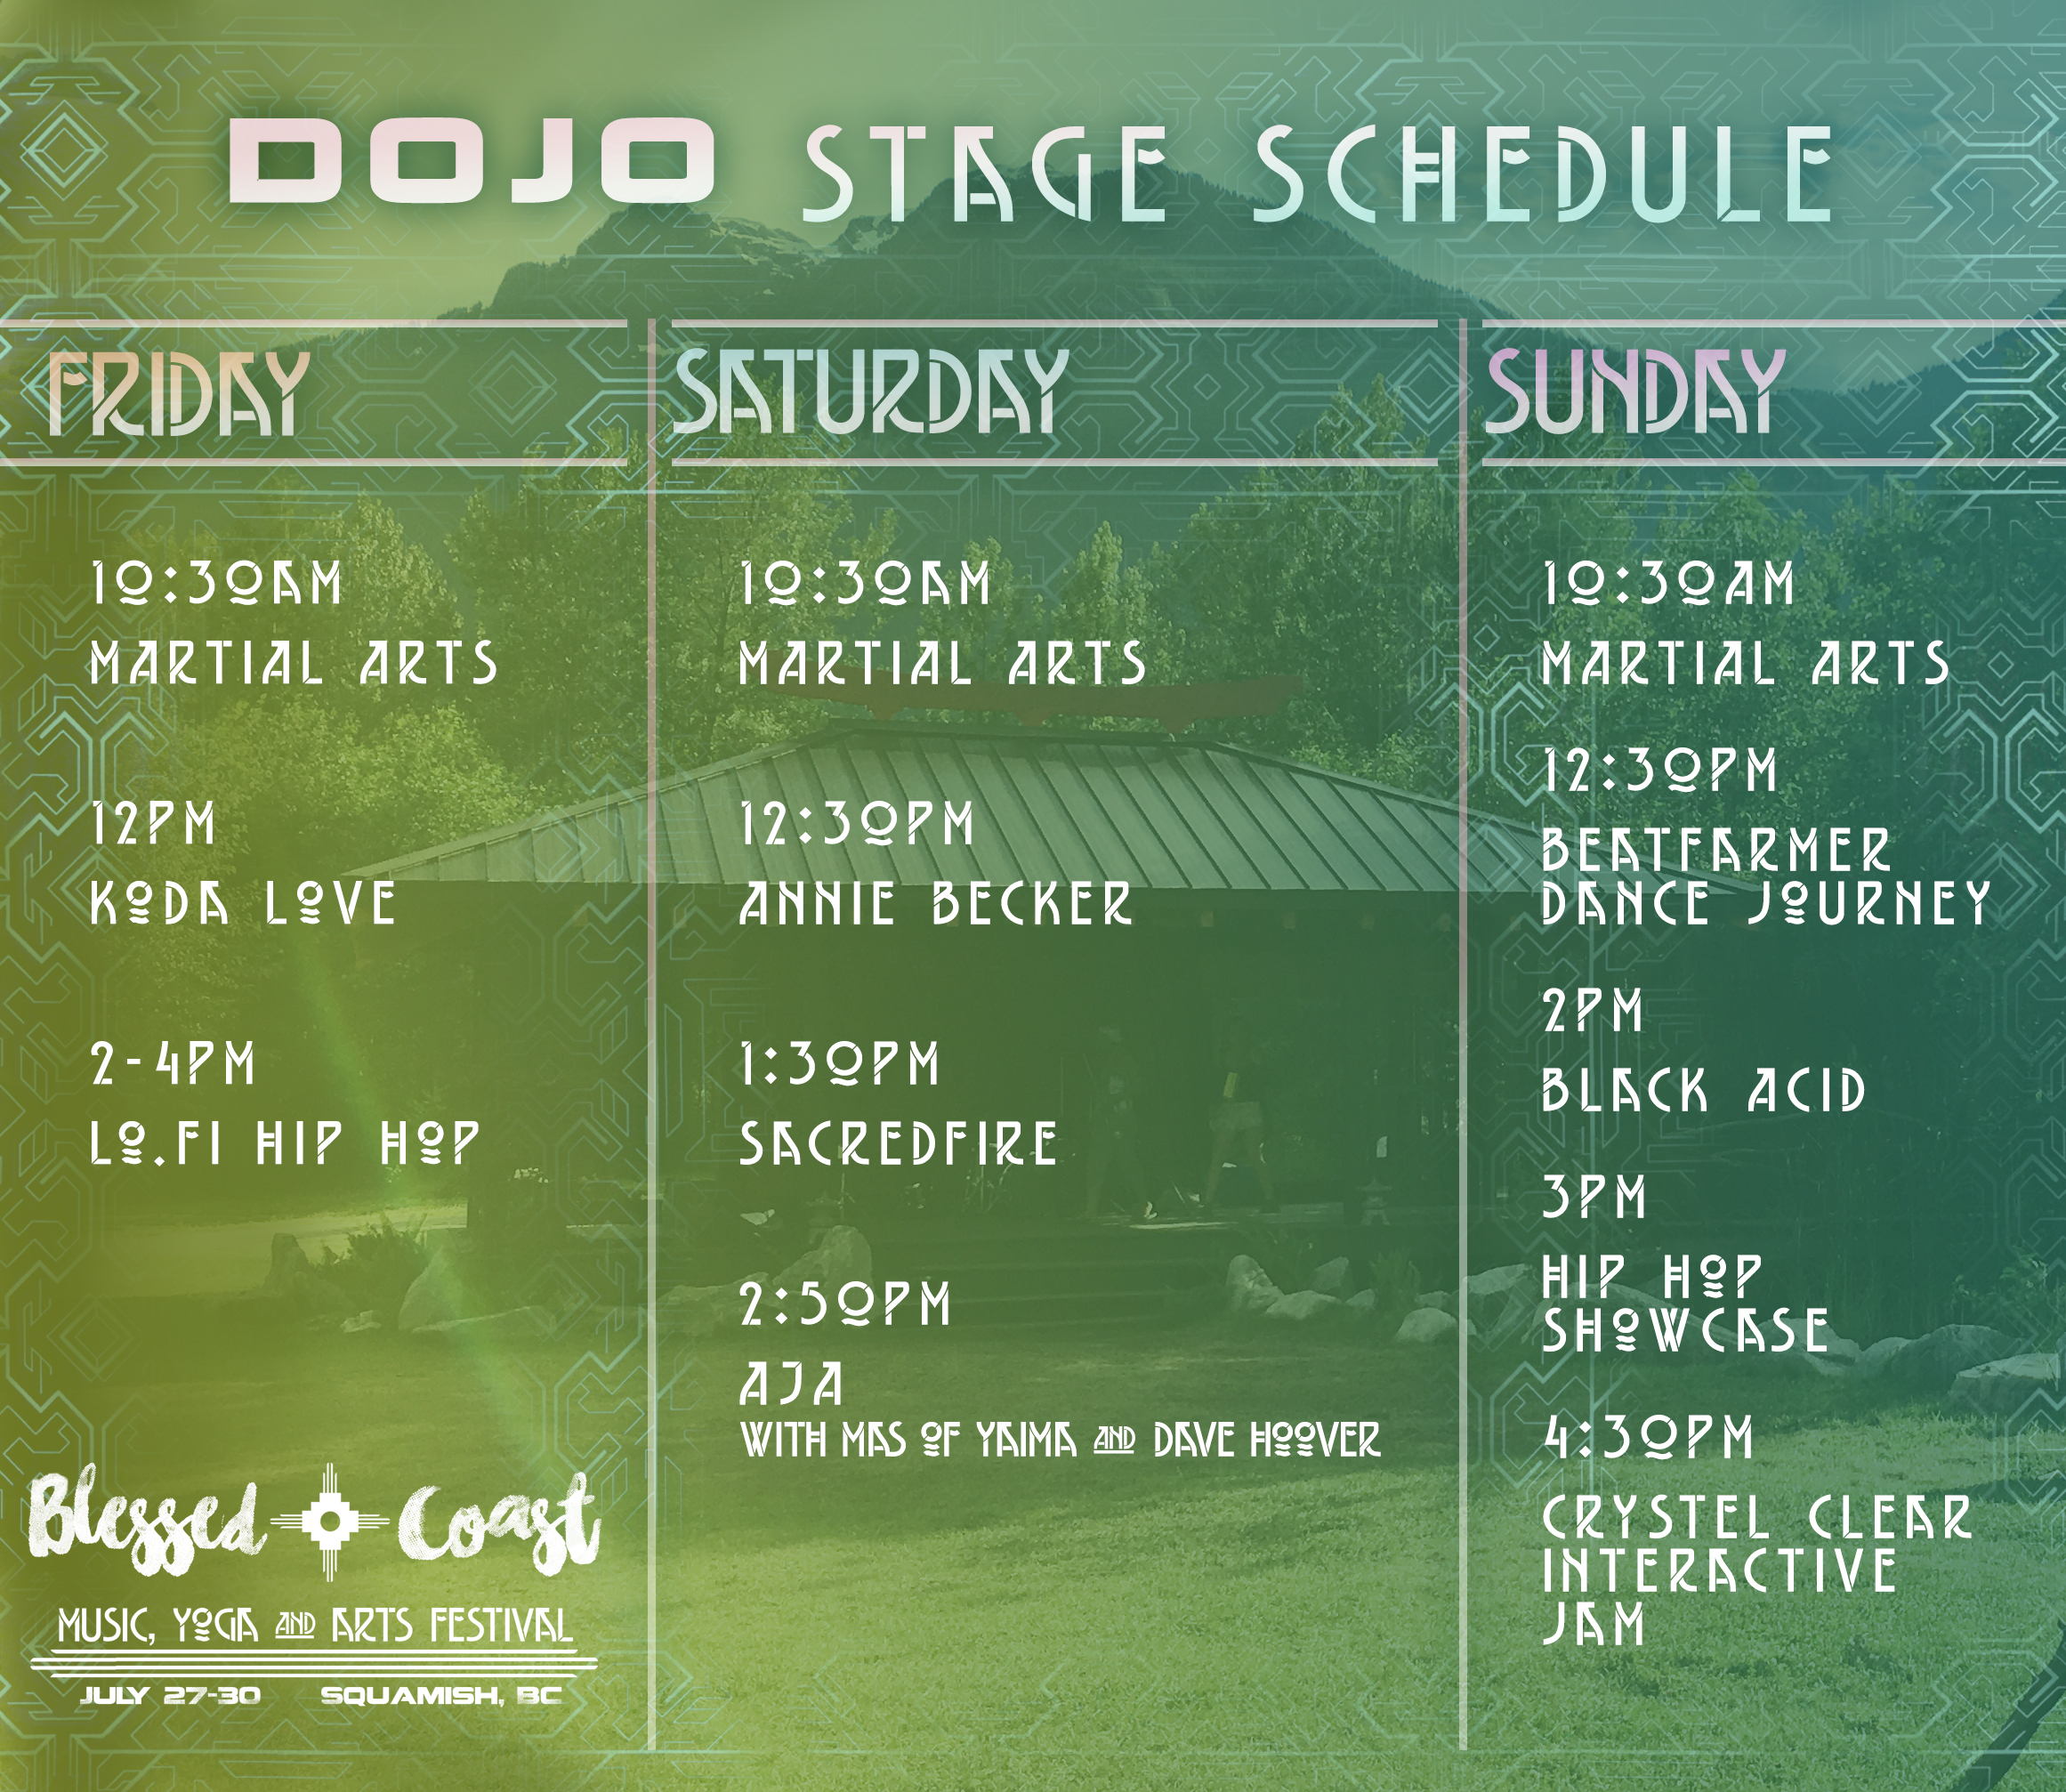 DOJO STAGE SCHEDULE
FRIDAY
10:30AM
MARTIAL ARTS
12PM
KODA LOVE
2-4PM
LO.FI HIP HOP
SATURDAY
10:30AM
MARTIAL ARTS
12:30PM
ANNIE BECKER
1:30PM
SACREDFIRE
2:50PM
AJA
WITH MAS OF YAIMA AND DAVE HOOVER
SUNDAY
10:30AM
MARTIAL ARTS
12:30PM
BEATFARMER
DANCE JOURNEY
2PM
BLACK ACID
3PM
HIP HOP
SHOWCASE
4:30PM
CRYSTEL CLEAR
INTERACTIVE
JAM
Blessed Coast
MUSIC, YOGA AND ARTS FESTIVAL
JULY 27-30 SQUAMISH, BC